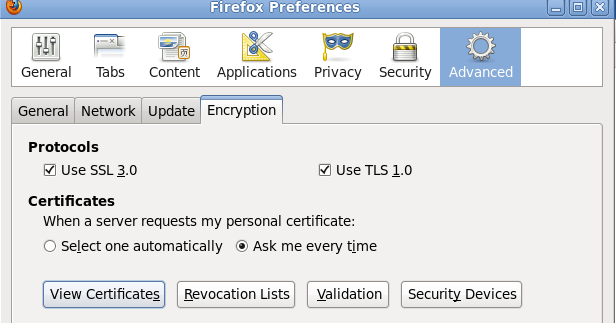 Firefox Preferences
General Tabs Content Applications Privacy Security Advanced
General Network Update Encryption
Protocols
Use SSL 3.0 Use TLS 1.0
Certificates
When a server requests my personal certificate:
Select one automatically Ask me every time
View Certificates Revocation Lists Validation Security Devices